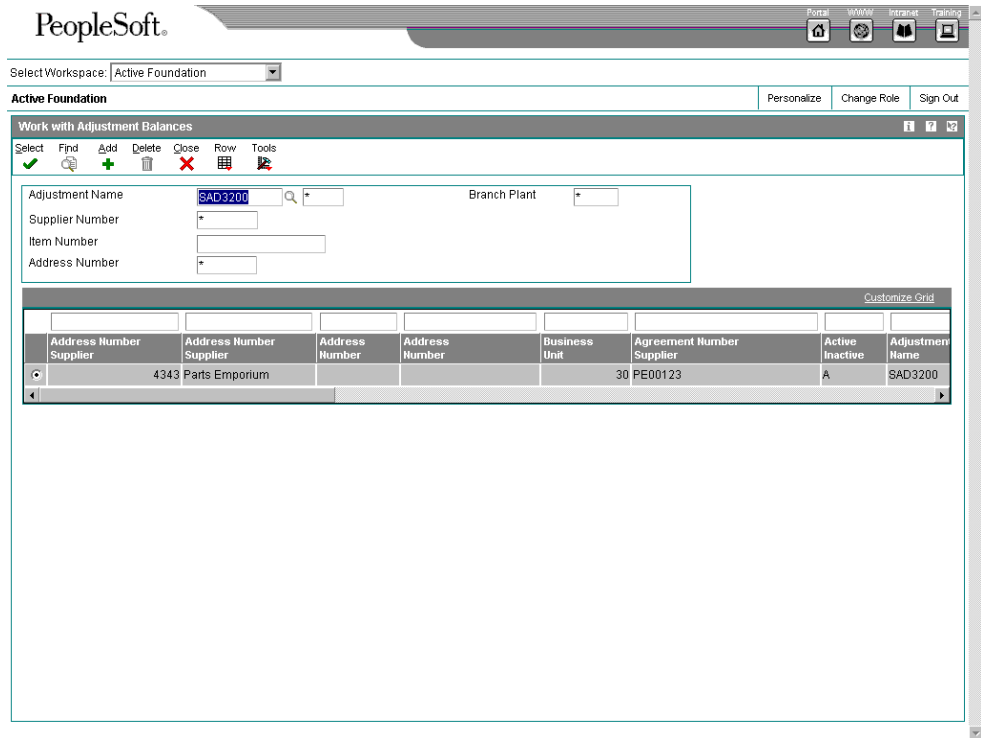 PeopleSoft.
Portal WWW Intranet Training
Select Workspace: Active Foundation
Active Foundation Personalize Change Role Sign Out
Work with Adjustment Balances
Select Find Add Delete Close Row Tools
Adjustment Name SAD3200 * Branch Plant *
Supplier Number *
Item Number
Address Number *
Customize Grid
Address Number Supplier Address Number Supplier Address Number Address Number Business Unit Agreement Number Supplier Active Inactive Adjustment Name
4343 Parts Emporium 30 PE00123 A SAD3200